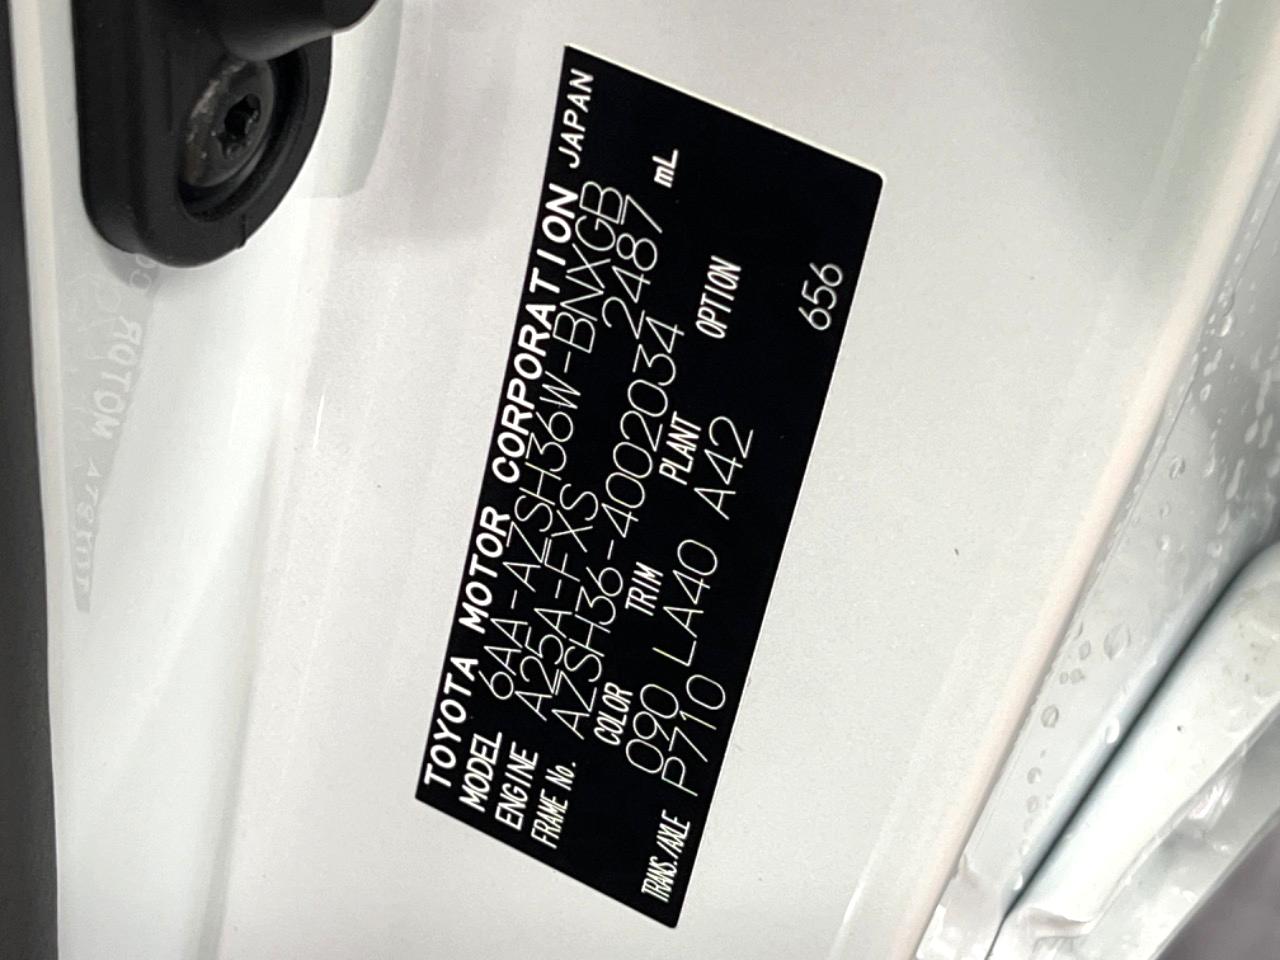 TOYOTA MOTOR CORPORATION JAPAN
MODEL 6AA-AZSH36W-BNXGB
ENGINE A25A-FXS 2487 mL
FRAME No. AZSH36-4002034
COLOR TRIM PLANT OPTION
090 LA40 A42
TRANS./AXLE P710
656